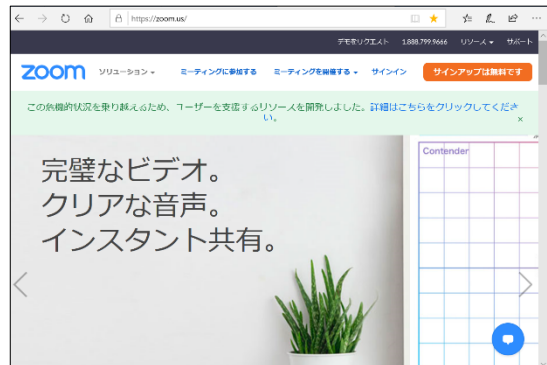 https://zoom.us/
デモをリクエスト 1.888.799.9666 リソース サポート
zoom ソリューション ミーティングに参加する ミーティングを開催する サインイン サインアップは無料です
この危機的状況を乗り越えるため、ユーザーを支援するリソースを開発しました。詳細はこちらをクリックしてくださ
い。 ×
完璧なビデオ。
クリアな音声。
インスタント共有。
Contender